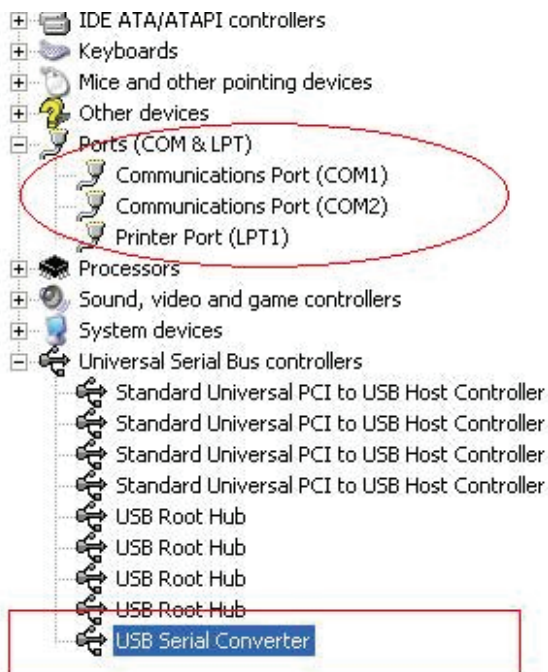 IDE ATA/ATAPI controllers
Keyboards
Mice and other pointing devices
Other devices
Ports (COM & LPT)
Communications Port (COM1)
Communications Port (COM2)
Printer Port (LPT1)
Processors
Sound, video and game controllers
System devices
Universal Serial Bus controllers
Standard Universal PCI to USB Host Controller
Standard Universal PCI to USB Host Controller
Standard Universal PCI to USB Host Controller
Standard Universal PCI to USB Host Controller
USB Root Hub
USB Root Hub
USB Root Hub
USB Root Hub
USB Serial Converter